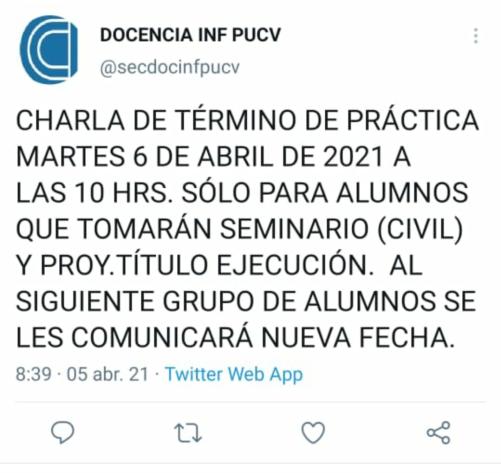 DOCENCIA INF PUCV
@secdocinfpucv
CHARLA DE TÉRMINO DE PRÁCTICA
MARTES 6 DE ABRIL DE 2021 A
LAS 10 HRS. SÓLO PARA ALUMNOS
QUE TOMARÁN SEMINARIO (CIVIL)
Y PROY.TÍTULO EJECUCIÓN.  AL
SIGUIENTE GRUPO DE ALUMNOS SE
LES COMUNICARÁ NUEVA FECHA.
8:39 · 05 abr. 21 · Twitter Web App